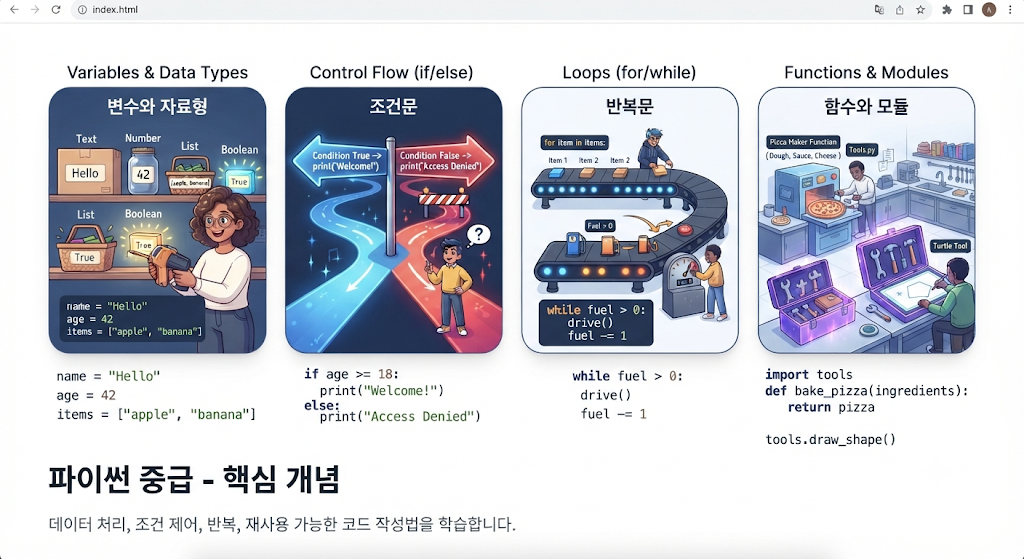 index.html
Variables & Data Types
변수와 자료형
Text
Number
List
Boolean
Hello
42
[apple, Banana]
True
List
Boolean
True
True
name = "Hello"
age = 42
items = ["apple", "banana"]
name = "Hello"
age = 42
items = ["apple", "banana"]
Control Flow (if/else)
조건문
Condition True ->
print("Welcome!")
Condition False ->
print("Access Denied")
?
if age >= 18:
print("Welcome!")
else:
print("Access Denied")
Loops (for/while)
반복문
for item in items:
Item 1
Item 2
Item 2
Fuel > 0
while fuel > 0:
drive()
fuel -= 1
while fuel > 0:
drive()
fuel -= 1
Functions & Modules
함수와 모듈
Picca Maker Functian
(Dough, Sauce, Cheese)
Tools.py
Turtle Tool
import tools
def bake_pizza(ingredients):
return pizza
tools.draw_shape()
파이썬 중급 - 핵심 개념
데이터 처리, 조건 제어, 반복, 재사용 가능한 코드 작성법을 학습합니다.